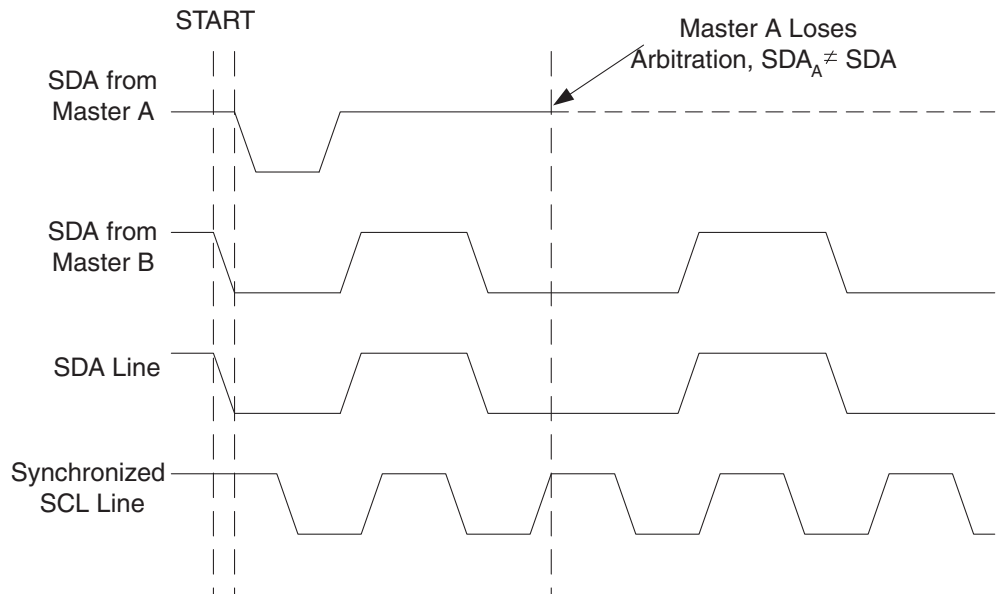 START
Master A Loses
Arbitration, SDA_A ≠ SDA
SDA from
Master A
SDA from
Master B
SDA Line
Synchronized
SCL Line